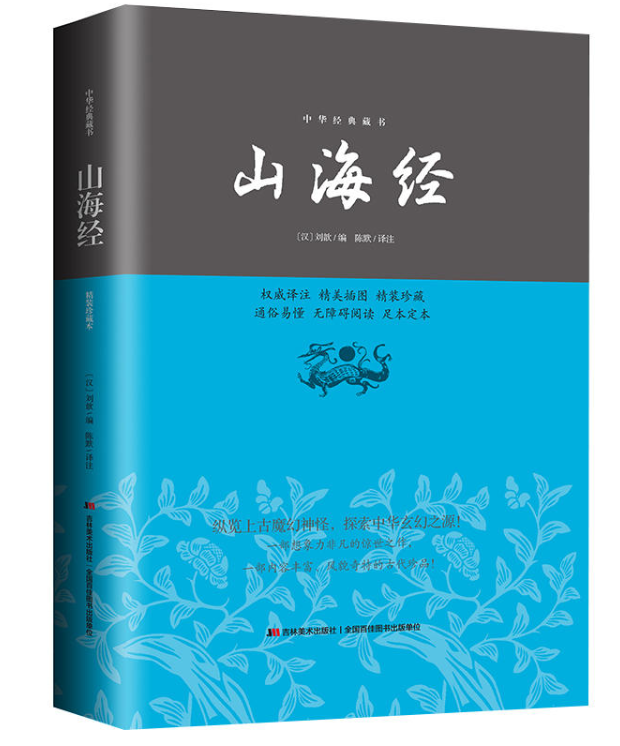 中华经典藏书
山海经
精装珍藏本
〔汉〕刘歆/编 陈默/译注
吉林美术出版社|全国百佳图书出版单位
中华经典藏书
山海经
〔汉〕刘歆/编 陈默/译注
权威译注 精美插图 精装珍藏
通俗易懂 无障碍阅读 足本定本
纵览上古魔幻神怪，探索中华玄幻之源！
一部想象力非凡的惊世之作，
一部内容丰富、风貌奇特的古代珍品！
吉林美术出版社|全国百佳图书出版单位